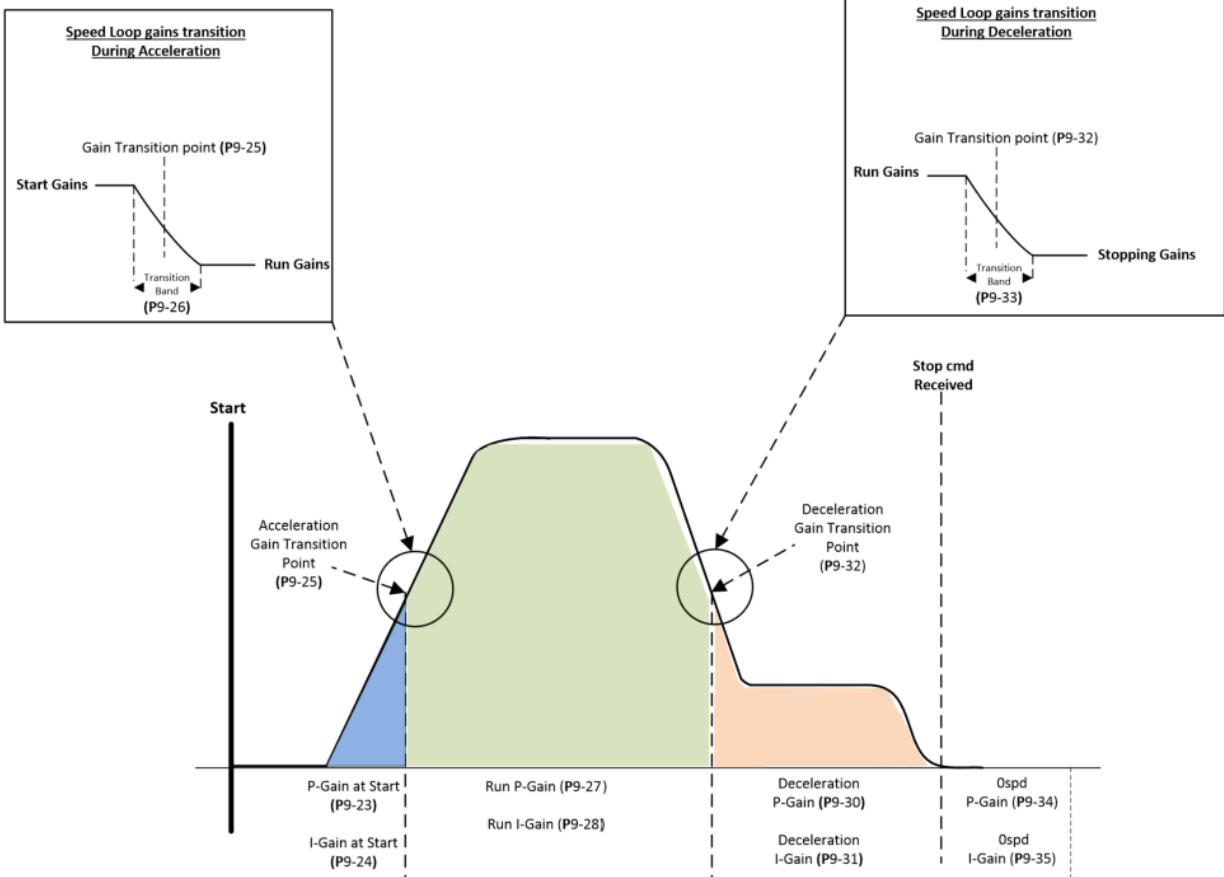 Speed Loop gains transition
During Acceleration
Gain Transition point (P9-25)
Start Gains
Run Gains
Transition
Band
(P9-26)
Speed Loop gains transition
During Deceleration
Gain Transition point (P9-32)
Run Gains
Stopping Gains
Transition
Band
(P9-33)
Stop cmd
Received
Start
Acceleration
Gain Transition
Point
(P9-25)
Deceleration
Gain Transition
Point
(P9-32)
P-Gain at Start
(P9-23)
I-Gain at Start
(P9-24)
Run P-Gain (P9-27)
Run I-Gain (P9-28)
Deceleration
P-Gain (P9-30)
Deceleration
I-Gain (P9-31)
0spd
P-Gain (P9-34)
0spd
I-Gain (P9-35)